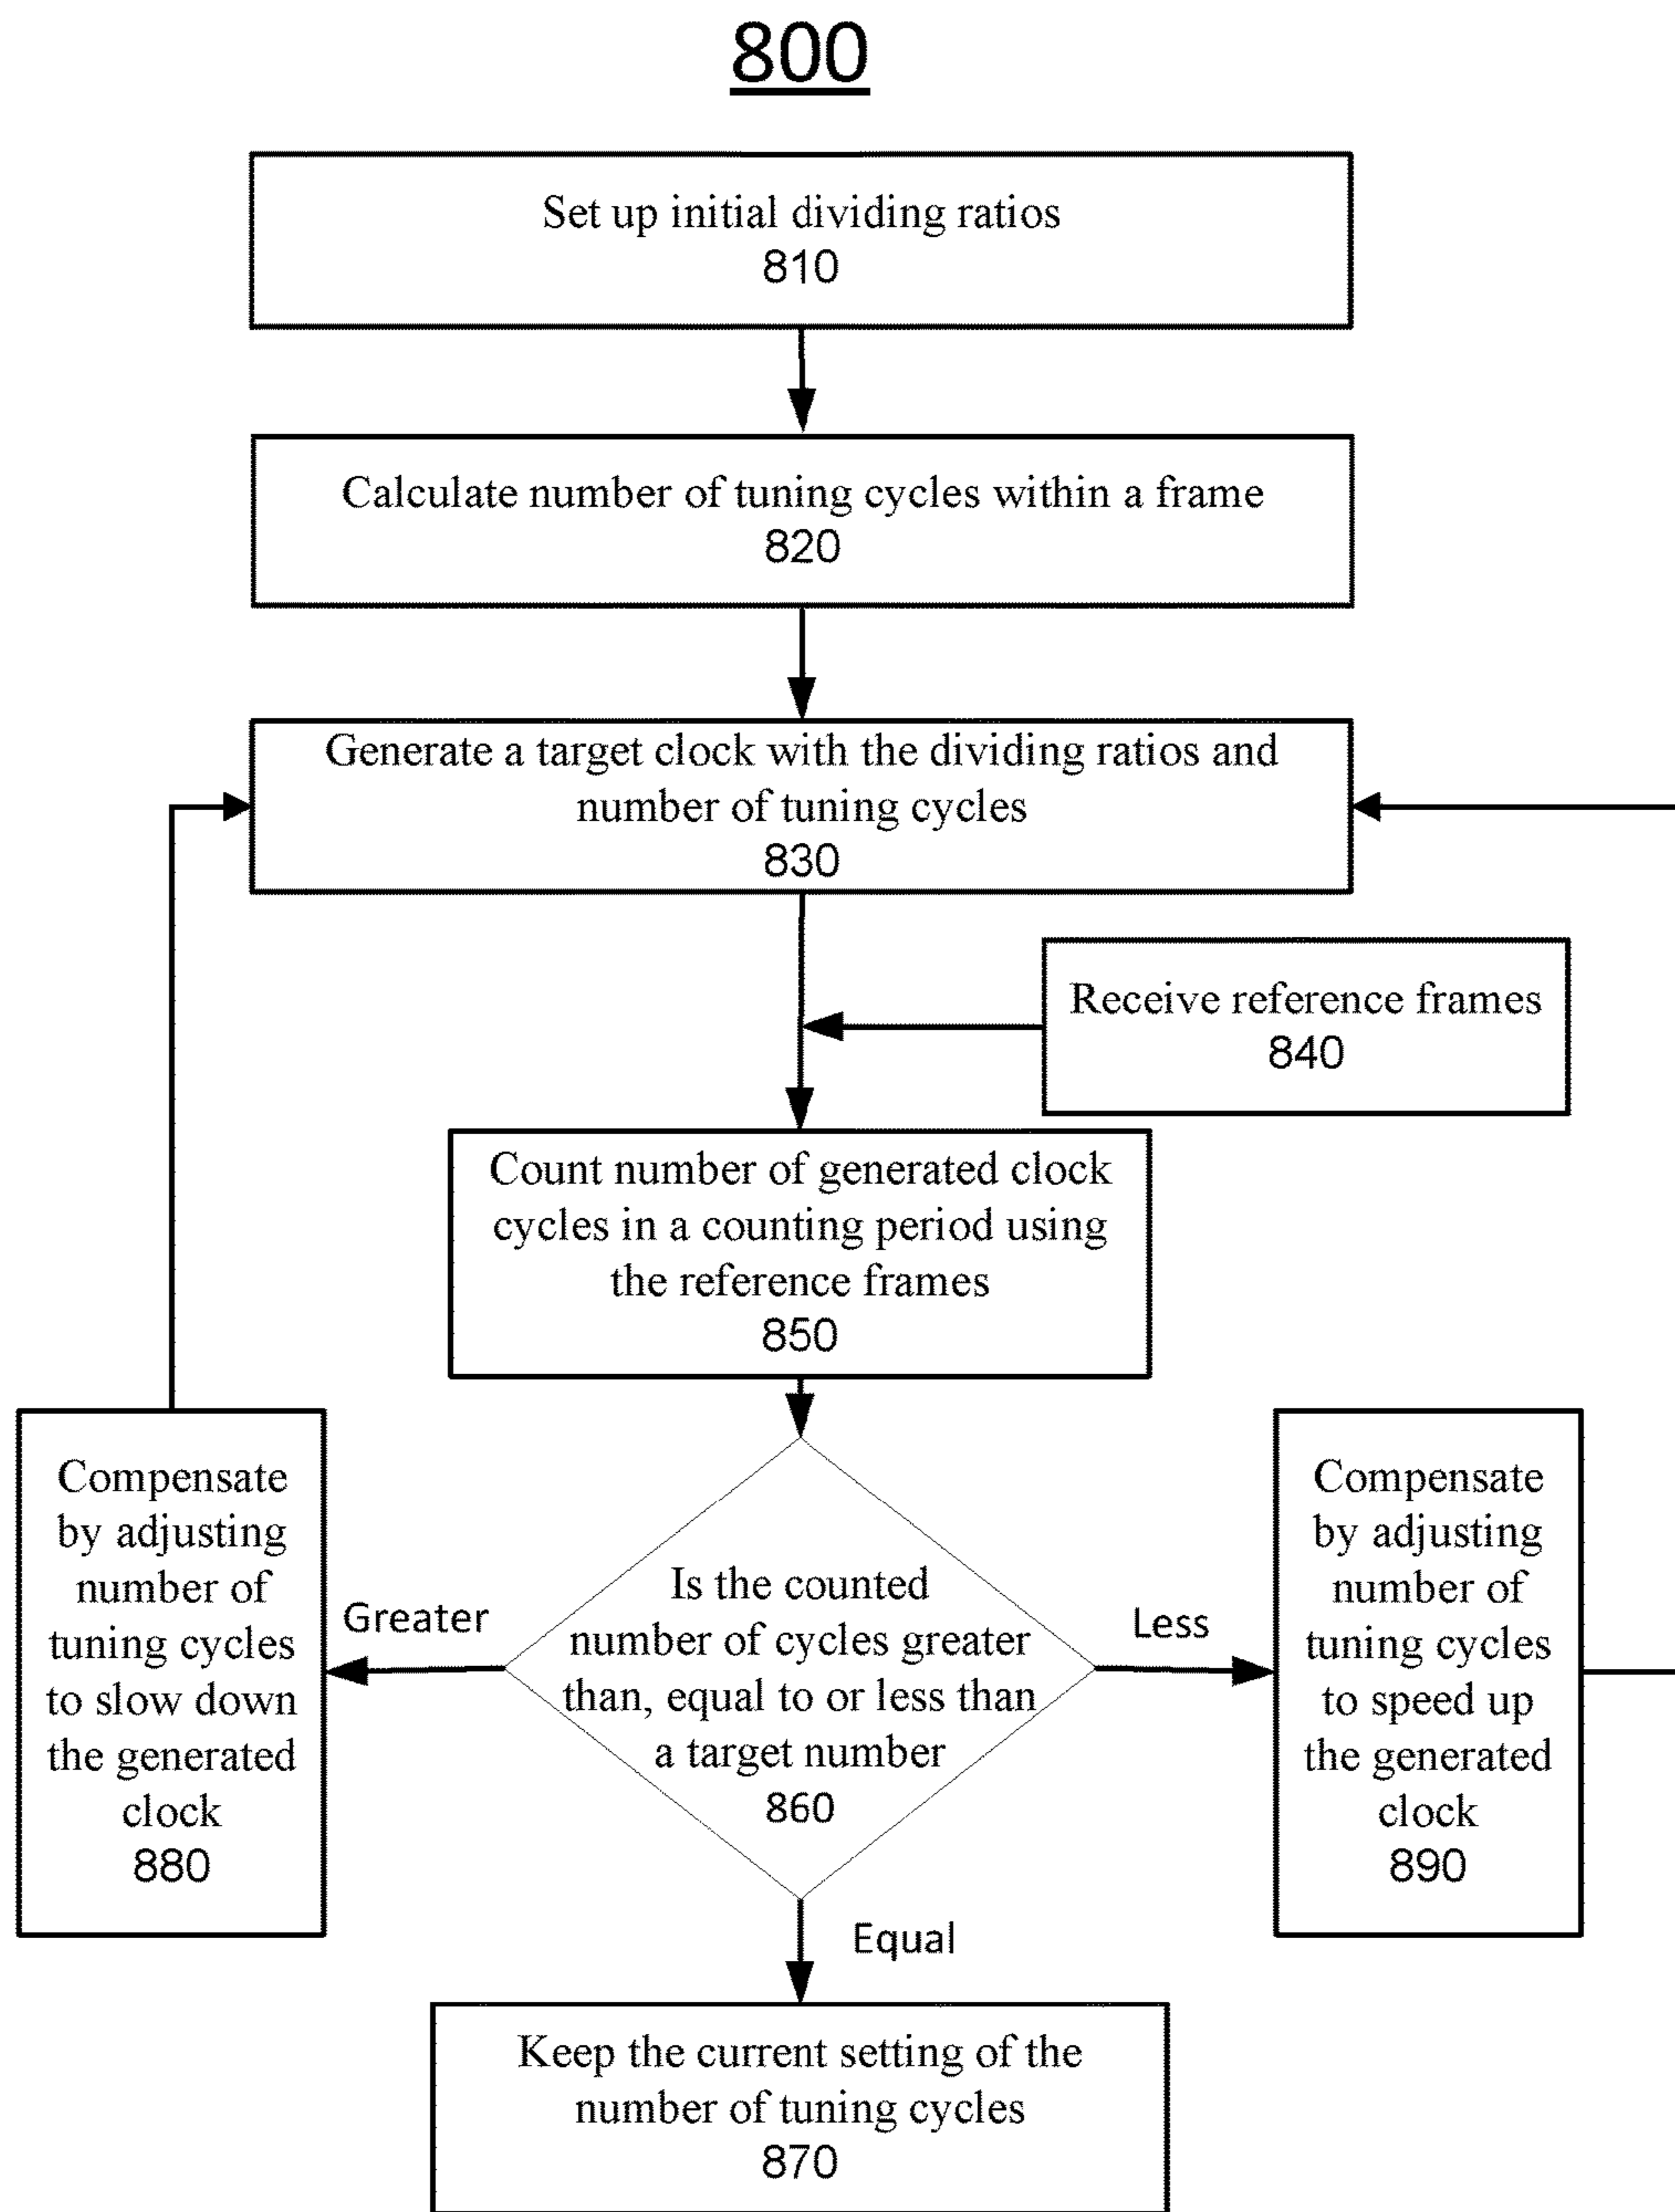 800
Set up initial dividing ratios
810
Calculate number of tuning cycles within a frame
820
Generate a target clock with the dividing ratios and
number of tuning cycles
830
Receive reference frames
840
Count number of generated clock
cycles in a counting period using
the reference frames
850
Compensate
by adjusting
number of
tuning cycles
to slow down
the generated
clock
880
Greater
Is the counted
number of cycles greater
than, equal to or less than
a target number
860
Less
Compensate
by adjusting
number of
tuning cycles
to speed up
the generated
clock
890
Equal
Keep the current setting of the
number of tuning cycles
870